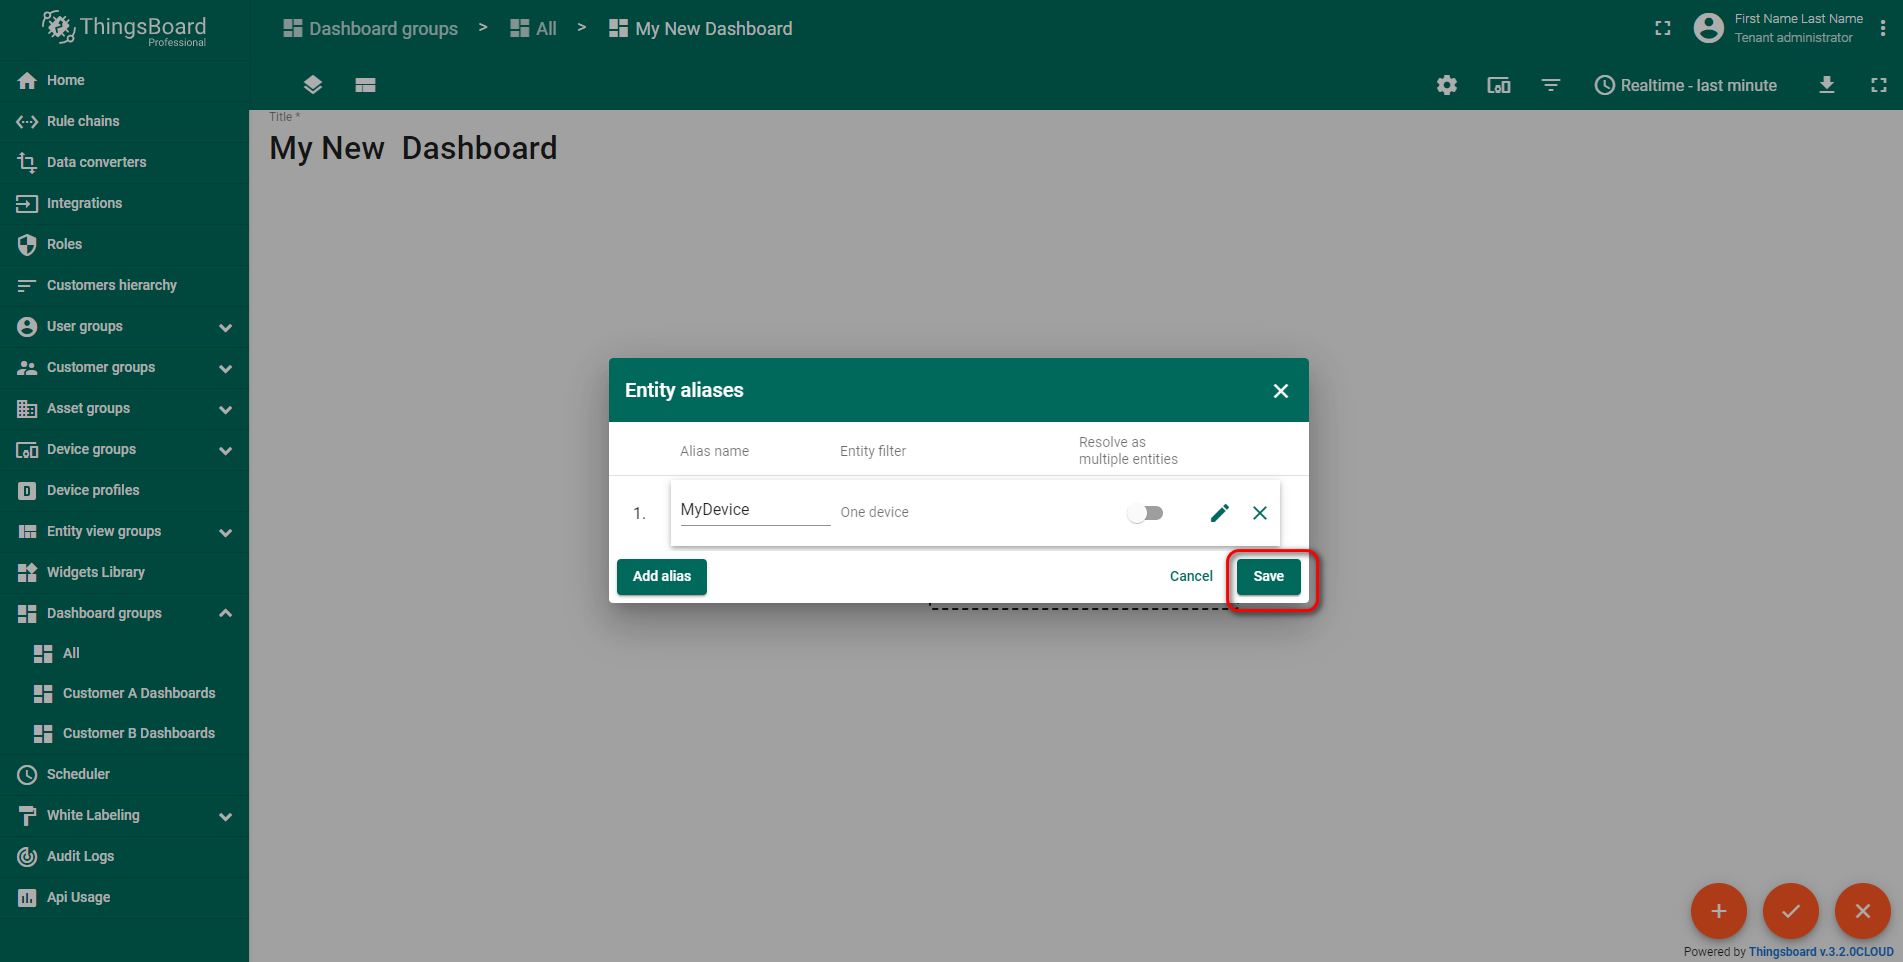 ThingsBoard
Professional
Dashboard groups > All > My New Dashboard
First Name Last Name
Tenant administrator
Realtime - last minute
Home
Rule chains
Data converters
Integrations
Roles
Customers hierarchy
User groups
Customer groups
Asset groups
Device groups
Device profiles
Entity view groups
Widgets Library
Dashboard groups
All
Customer A Dashboards
Customer B Dashboards
Scheduler
White Labeling
Audit Logs
Api Usage
Title *
My New  Dashboard
Entity aliases
Alias name Entity filter Resolve as
multiple entities
1. MyDevice One device
Add alias Cancel Save
Powered by Thingsboard v.3.2.0CLOUD